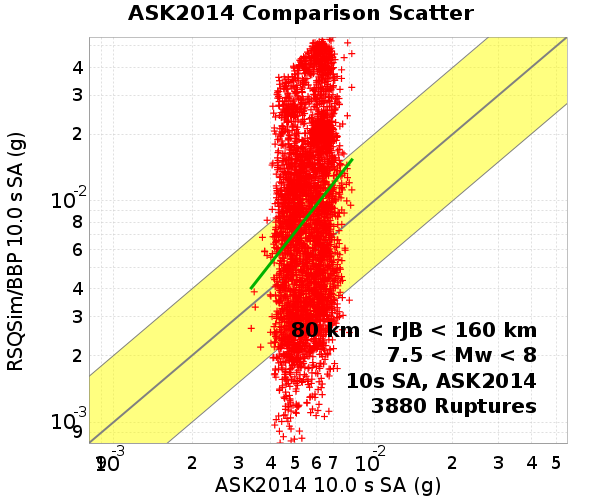 ASK2014 Comparison Scatter
RSQSim/BBP 10.0 s SA (g)
4
3
2
10-2
8
6
4
3
2
10-3
9
80 km < rJB < 160 km
7.5 < Mw < 8
10s SA, ASK2014
3880 Ruptures
9 10-3 2 3 4 5 6 7 10-2 2 3 4 5
ASK2014 10.0 s SA (g)